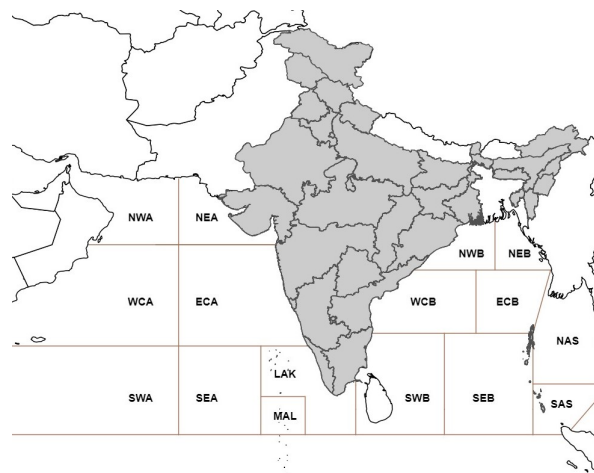 NWA NEA
NWB NEB
WCA ECA WCB ECB
NAS
LAK
SWA SEA SWB SEB
SAS
MAL